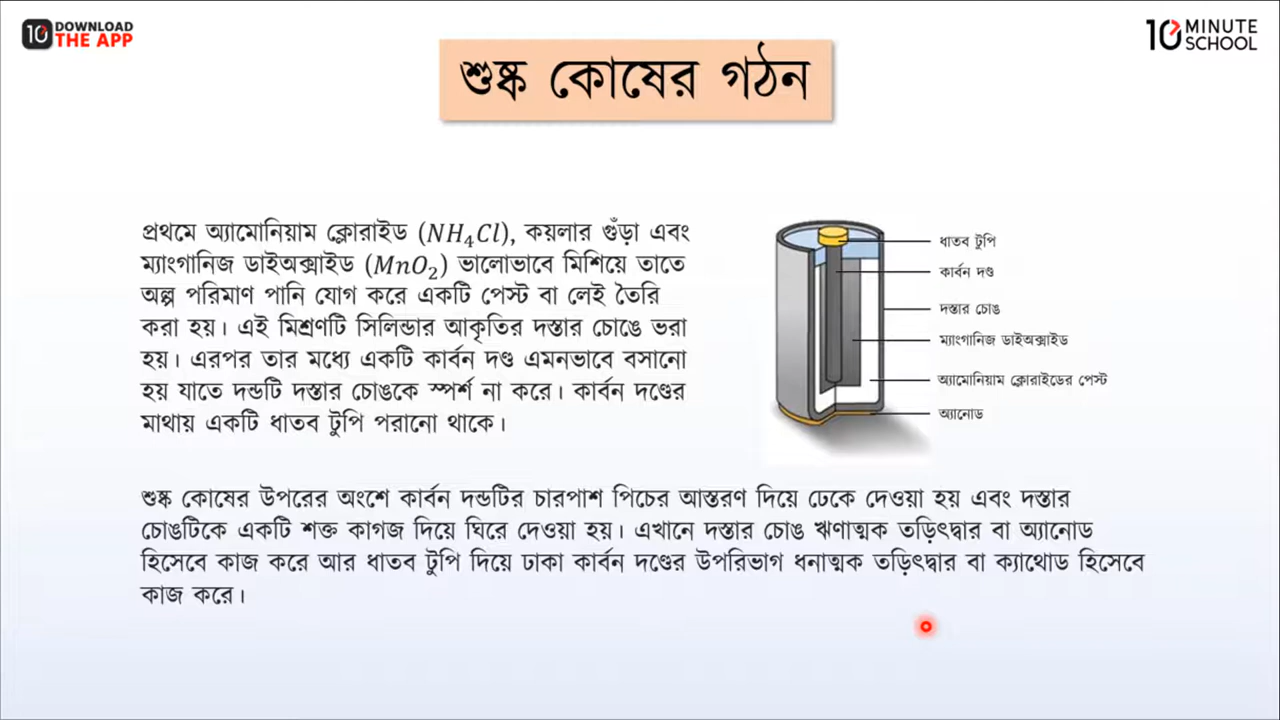 DOWNLOAD
THE APP
10 MINUTE
SCHOOL
শুষ্ক কোষের গঠন
প্রথমে অ্যামোনিয়াম ক্লোরাইড (NH₄Cl), কয়লার গুঁড়া এবং
ম্যাংগানিজ ডাইঅক্সাইড (MnO₂) ভালোভাবে মিশিয়ে তাতে
অল্প পরিমাণ পানি যোগ করে একটি পেস্ট বা লেই তৈরি
করা হয়। এই মিশ্রণটি সিলিন্ডার আকৃতির দস্তার চোঙে ভরা
হয়। এরপর তার মধ্যে একটি কার্বন দণ্ড এমনভাবে বসানো
হয় যাতে দন্ডটি দস্তার চোঙকে স্পর্শ না করে। কার্বন দণ্ডের
মাথায় একটি ধাতব টুপি পরানো থাকে।
ধাতব টুপি
কার্বন দণ্ড
দস্তার চোঙ
ম্যাংগানিজ ডাইঅক্সাইড
অ্যামোনিয়াম ক্লোরাইডের পেস্ট
অ্যানোড
শুষ্ক কোষের উপরের অংশে কার্বন দন্ডটির চারপাশ পিচের আস্তরণ দিয়ে ঢেকে দেওয়া হয় এবং দস্তার
চোঙটিকে একটি শক্ত কাগজ দিয়ে ঘিরে দেওয়া হয়। এখানে দস্তার চোঙ ঋণাত্মক তড়িৎদ্বার বা অ্যানোড
হিসেবে কাজ করে আর ধাতব টুপি দিয়ে ঢাকা কার্বন দণ্ডের উপরিভাগ ধনাত্মক তড়িৎদ্বার বা ক্যাথোড হিসেবে
কাজ করে।